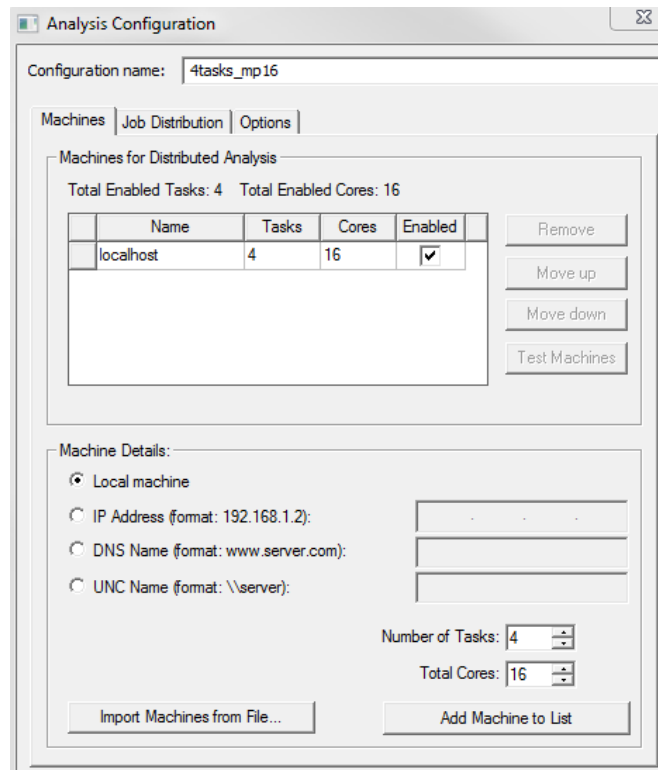 Analysis Configuration
Configuration name: 4tasks_mp16
Machines Job Distribution Options
Machines for Distributed Analysis
Total Enabled Tasks: 4 Total Enabled Cores: 16
Name Tasks Cores Enabled
localhost 4 16
Remove
Move up
Move down
Test Machines
Machine Details:
Local machine
IP Address (format: 192.168.1.2):
DNS Name (format: www.server.com):
UNC Name (format: \\server):
Number of Tasks: 4
Total Cores: 16
Import Machines from File... Add Machine to List